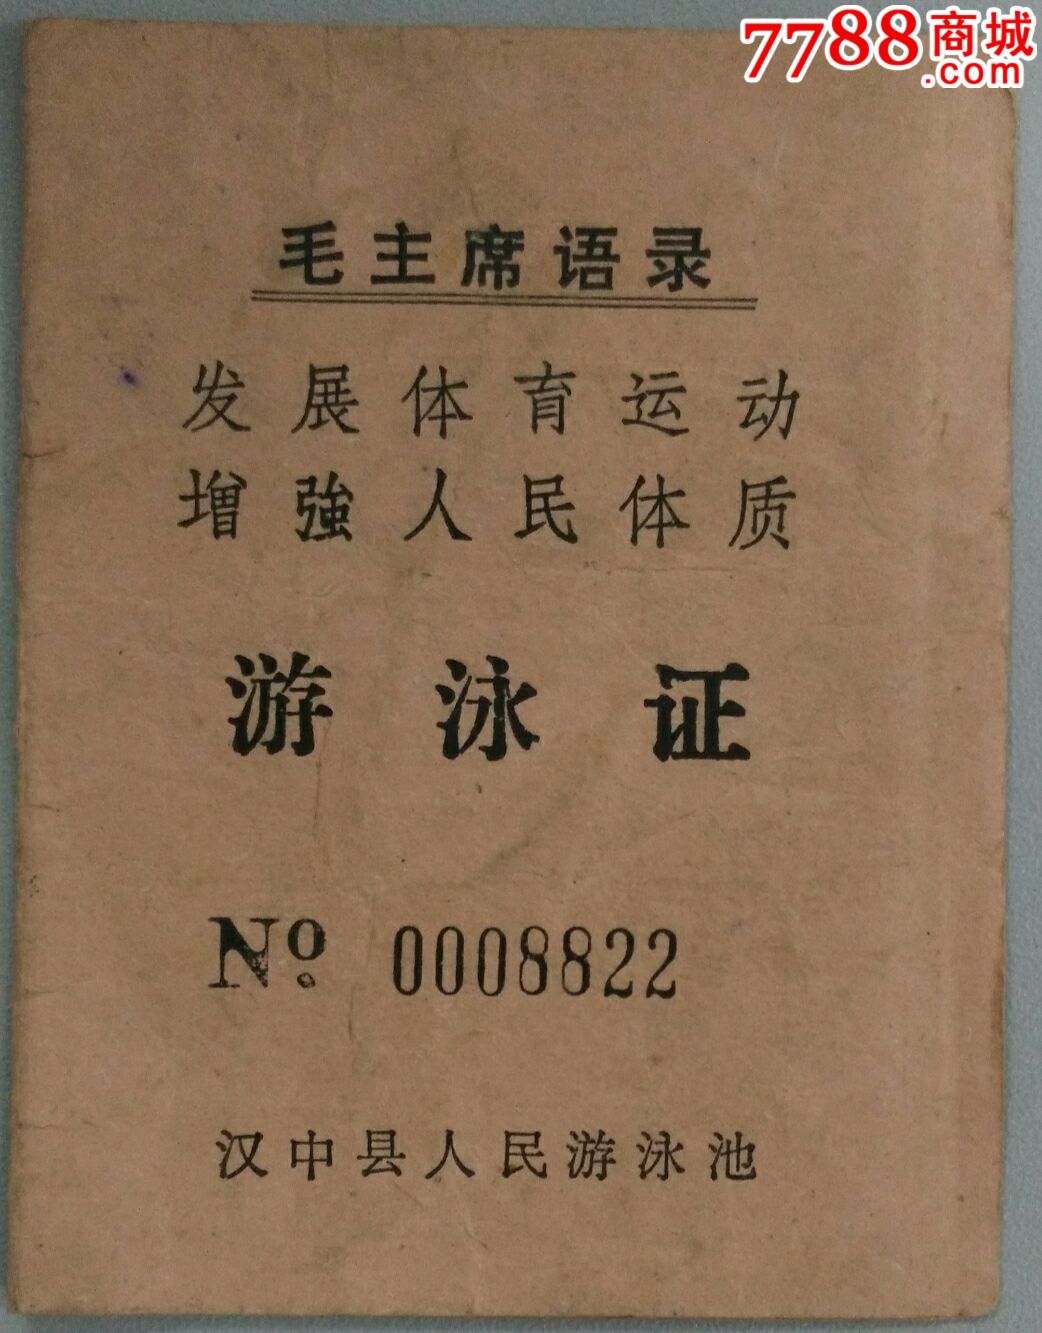 7788商城
.com
毛主席语录
发展体育运动
增強人民体质
游泳证
No. 0008822
汉中县人民游泳池